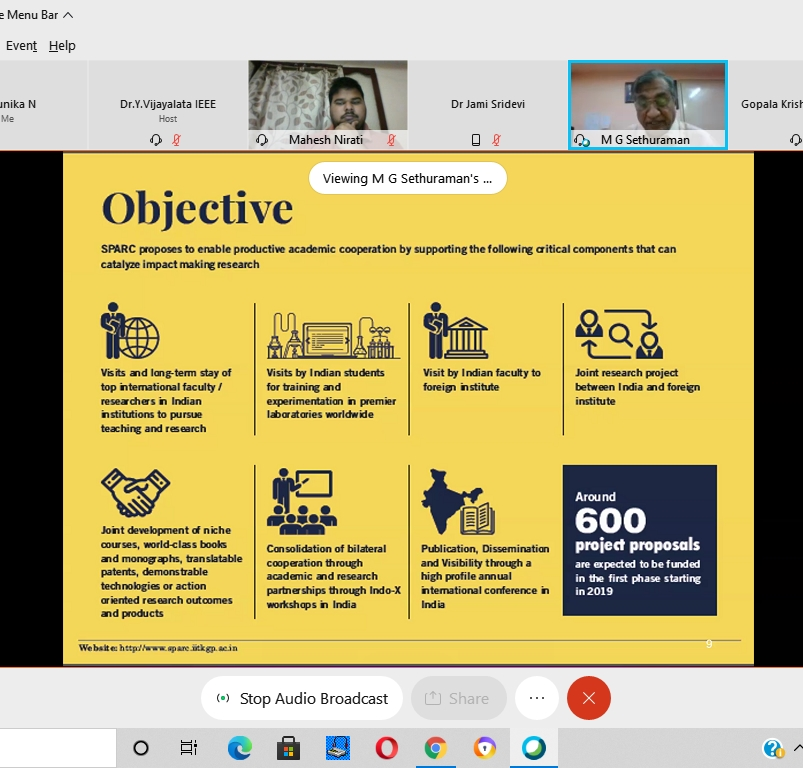 e Menu Bar
Event Help
unika N
Me
Dr.Y.Vijayalata IEEE
Host
Mahesh Nirati
Dr Jami Sridevi
M G Sethuraman
Gopala Krish
Viewing M G Sethuraman's ...
Objective
SPARC proposes to enable productive academic cooperation by supporting the following critical components that can
catalyze impact making research
Visits and long-term stay of
top international faculty /
researchers in Indian
institutions to pursue
teaching and research
Visits by Indian students
for training and
experimentation in premier
laboratories worldwide
Visit by Indian faculty to
foreign institute
Joint research project
between India and foreign
institute
Joint development of niche
courses, world-class books
and monographs, translatable
patents, demonstrable
technologies or action
oriented research outcomes
and products
Consolidation of bilateral
cooperation through
academic and research
partnerships through Indo-X
workshops in India
Publication, Dissemination
and Visibility through a
high profile annual
international conference in
India
Around
600
project proposals
are expected to be funded
in the first phase starting
in 2019
Website: http://www.sparc.iitkgp.ac.in
9
Stop Audio Broadcast
Share